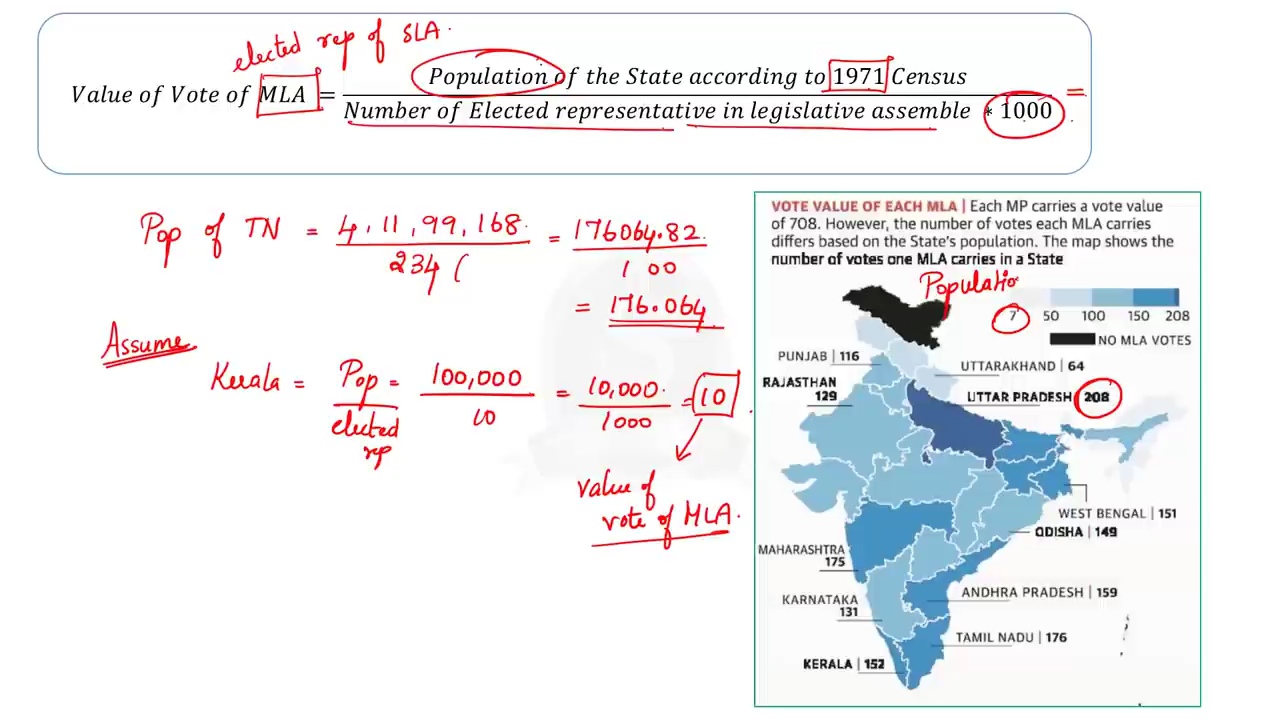 elected rep of SLA.
Value of Vote of MLA = Population of the State according to 1971 Census =
Number of Elected representative in legislative assemble * 1000
Pop of TN = 4,11,99,168. = 176064.82
234 ( 1 00
= 176.064
Assume
Kerala = Pop = 100,000 = 10,000. = 10
elected rep 10 1000
value of
vote of MLA.
VOTE VALUE OF EACH MLA | Each MP carries a vote value
of 708. However, the number of votes each MLA carries
differs based on the State's population. The map shows the
number of votes one MLA carries in a State
Populatio
7 50 100 150 208
NO MLA VOTES
PUNJAB | 116
UTTARAKHAND | 64
RAJASTHAN
129
UTTAR PRADESH 208
WEST BENGAL | 151
ODISHA | 149
MAHARASHTRA
175
ANDHRA PRADESH | 159
KARNATAKA
131
TAMIL NADU | 176
KERALA | 152